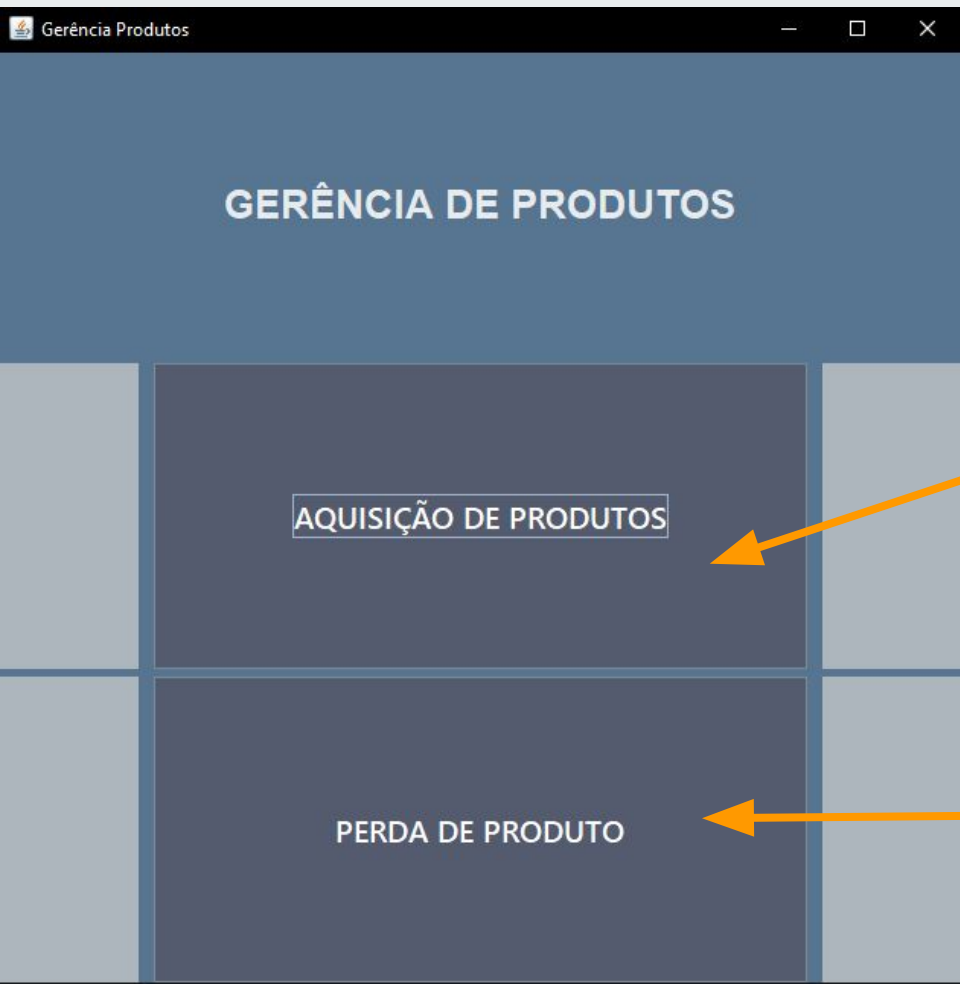 Gerência Produtos
GERÊNCIA DE PRODUTOS
AQUISIÇÃO DE PRODUTOS
PERDA DE PRODUTO